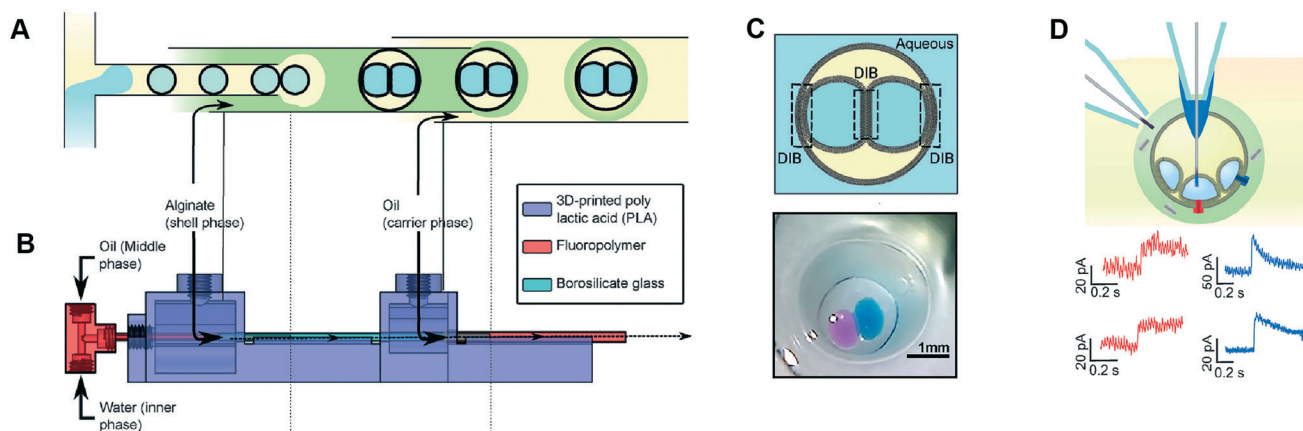 A
Alginate
(shell phase)
Oil
(carrier phase)
3D-printed poly
lactic acid (PLA)
Fluoropolymer
Borosilicate glass
B
Oil (Middle
phase)
Water (inner
phase)
C
Aqueous
DIB
DIB
DIB
1mm
D
20 pA
0.2 s
50 pA
0.2 s
20 pA
0.2 s
20 pA
0.2 s